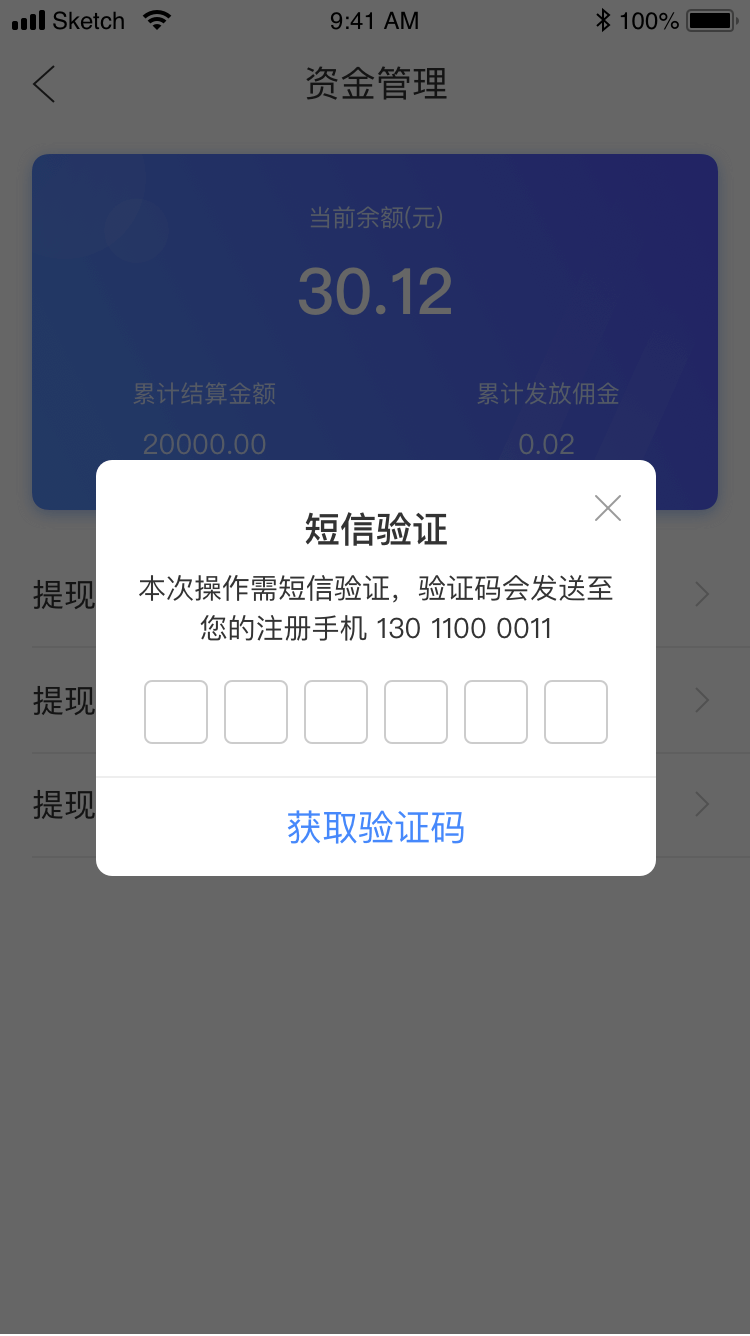 Sketch 9:41 AM 100%
资金管理
当前余额(元)
30.12
累计结算金额 累计发放佣金
20000.00 0.02
短信验证
本次操作需短信验证，验证码会发送至
您的注册手机 130 1100 0011
提现
提现
提现
获取验证码